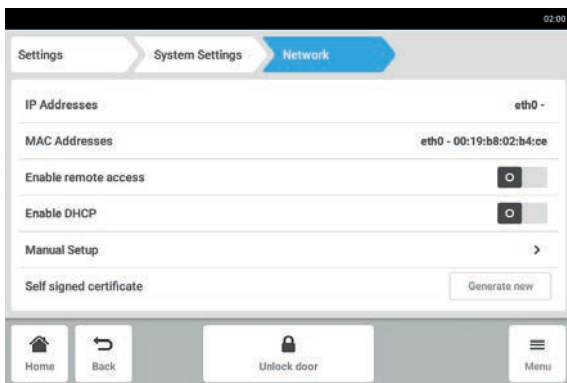 02:00
Settings System Settings Network
IP Addresses eth0 -
MAC Addresses eth0 - 00:19:b8:02:b4:ce
Enable remote access O
Enable DHCP O
Manual Setup >
Self signed certificate Generate new
Home Back Unlock door Menu